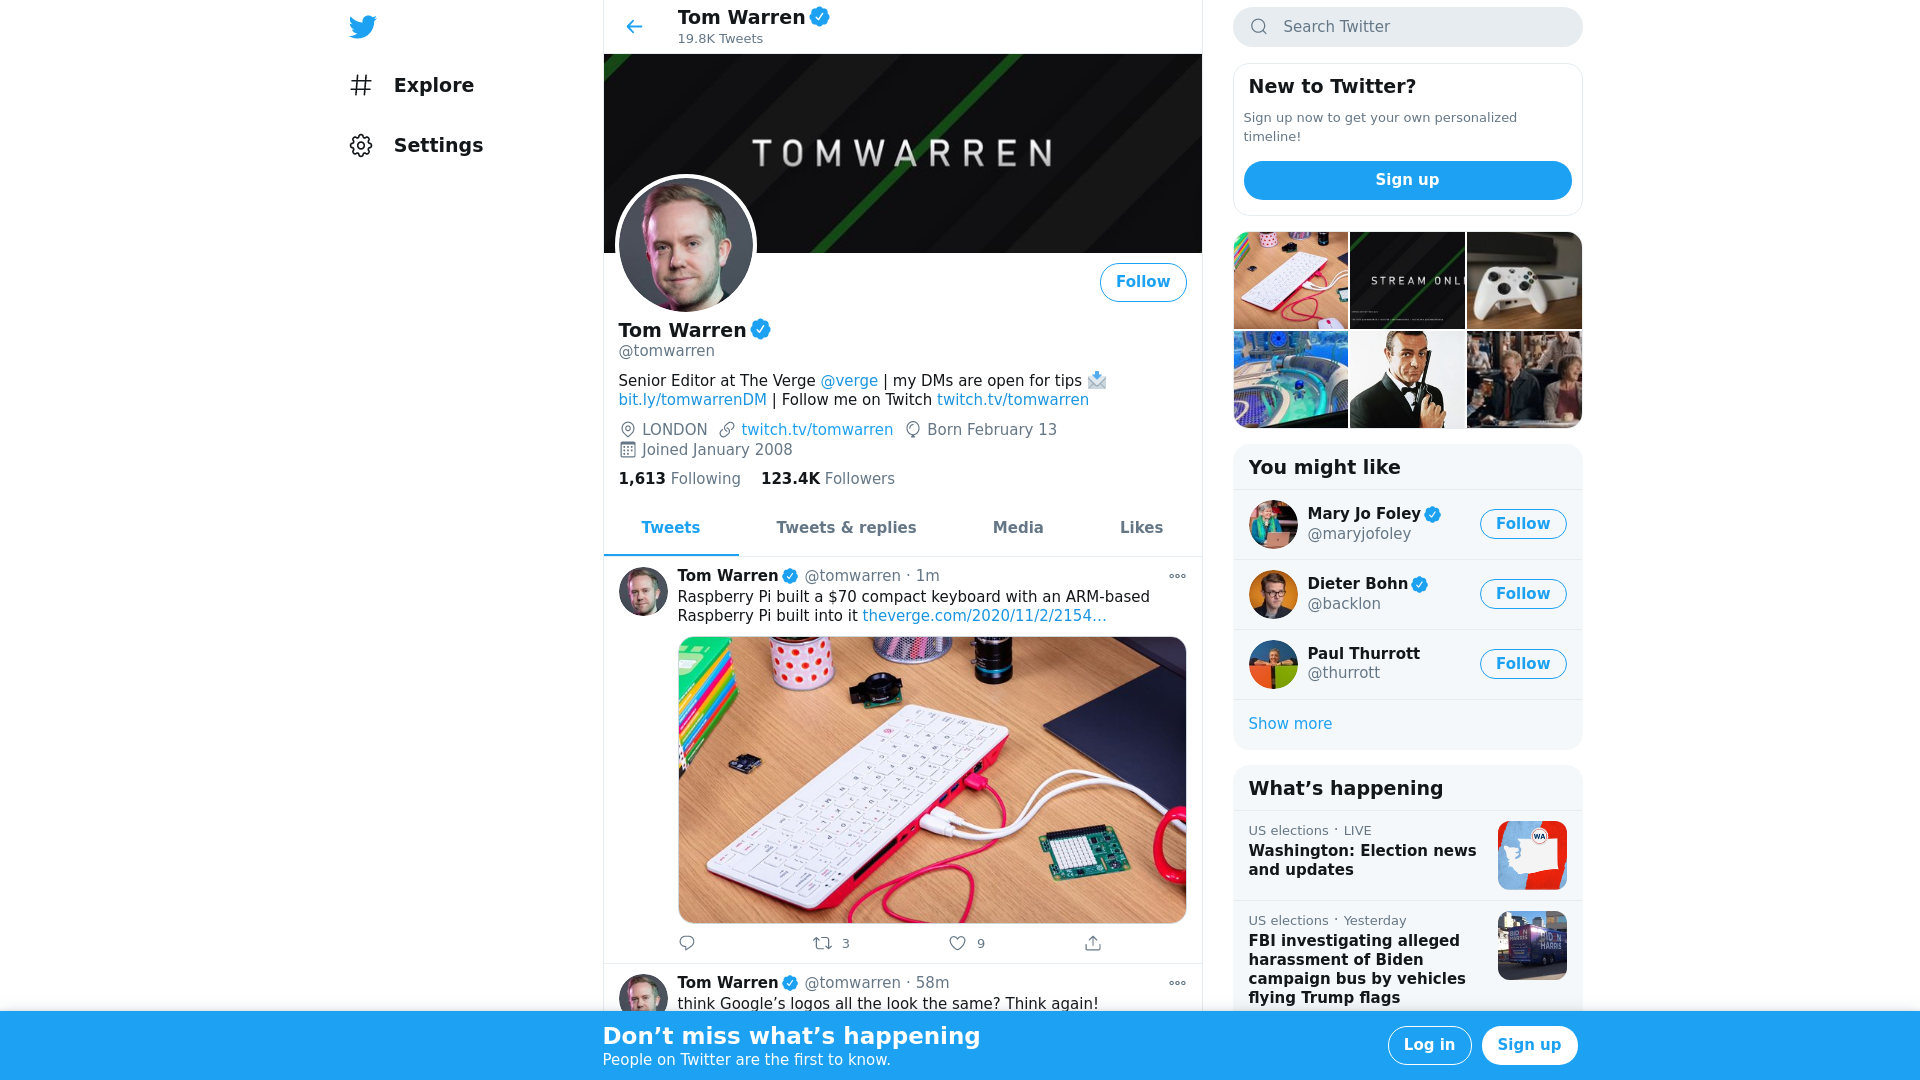 Explore
Settings
Tom Warren
19.8K Tweets
TOMWARREN
Follow
Tom Warren
@tomwarren
Senior Editor at The Verge @verge | my DMs are open for tips
bit.ly/tomwarrenDM | Follow me on Twitch twitch.tv/tomwarren
LONDON twitch.tv/tomwarren Born February 13
Joined January 2008
1,613 Following 123.4K Followers
Tweets Tweets & replies Media Likes
Tom Warren @tomwarren · 1m
Raspberry Pi built a $70 compact keyboard with an ARM-based
Raspberry Pi built into it theverge.com/2020/11/2/2154…
3 9
Tom Warren @tomwarren · 58m
think Google’s logos all the look the same? Think again!
Search Twitter
New to Twitter?
Sign up now to get your own personalized
timeline!
Sign up
STREAM ONLI
You might like
Mary Jo Foley
@maryjofoley
Follow
Dieter Bohn
@backlon
Follow
Paul Thurrott
@thurrott
Follow
Show more
What’s happening
US elections · LIVE
Washington: Election news
and updates
WA
US elections · Yesterday
FBI investigating alleged
harassment of Biden
campaign bus by vehicles
flying Trump flags
Don’t miss what’s happening
People on Twitter are the first to know.
Log in
Sign up